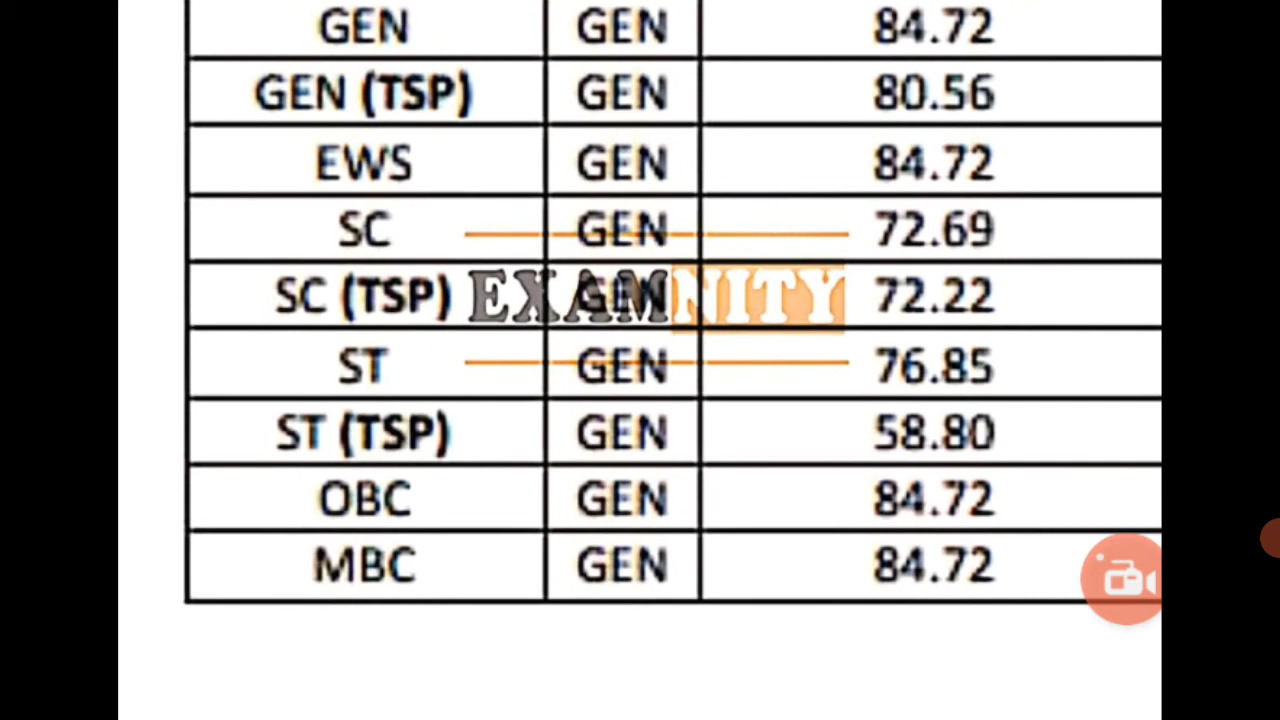 GEN GEN 84.72
GEN (TSP) GEN 80.56
EWS GEN 84.72
SC GEN 72.69
SC (TSP) GEN 72.22
EXAMNITY
ST GEN 76.85
ST (TSP) GEN 58.80
OBC GEN 84.72
MBC GEN 84.72